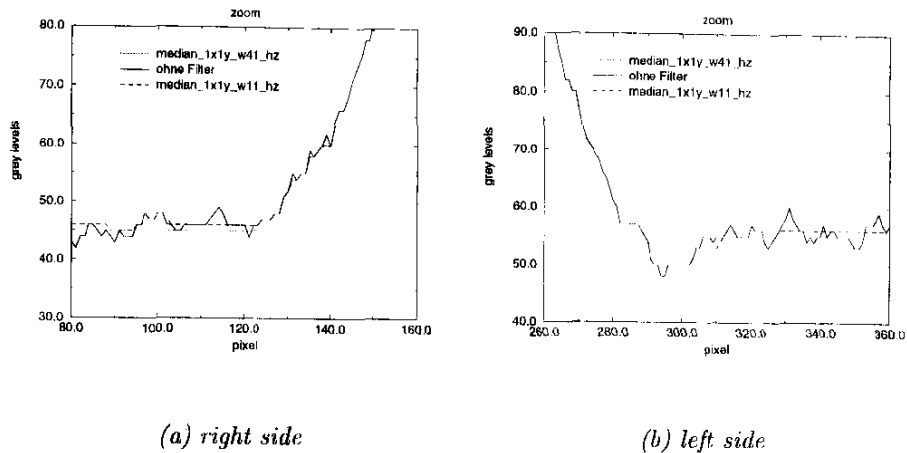 zoom
80.0
70.0
60.0
50.0
40.0
30.0
grey levels
median_1x1y_w41_hz
ohne Filter
median_1x1y_w11_hz
80.0 100.0 120.0 140.0 160.0
pixel
(a) right side
zoom
90.0
80.0
70.0
60.0
50.0
40.0
grey levels
median_1x1y_w41_hz
ohne Filter
median_1x1y_w11_hz
260.0 280.0 300.0 320.0 340.0 360.0
pixel
(b) left side